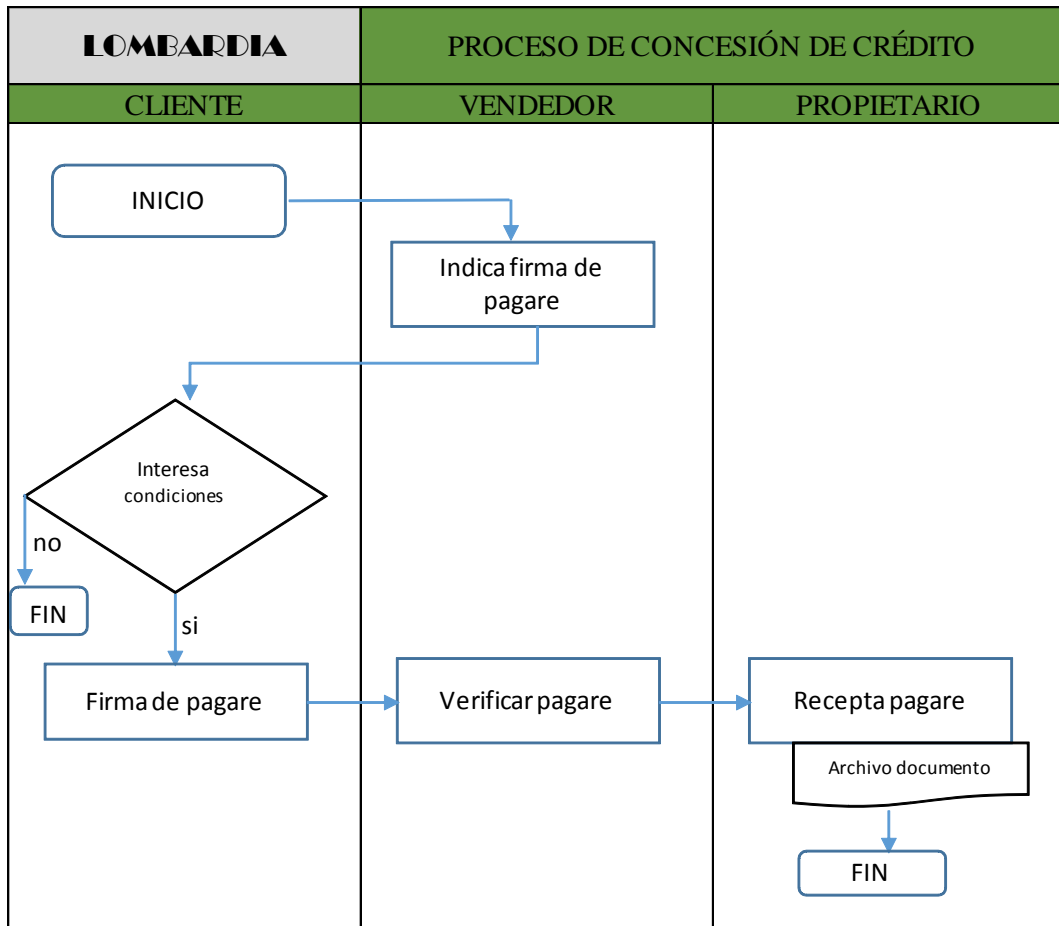 LOMBARDIA
PROCESO DE CONCESIÓN DE CRÉDITO
CLIENTE
VENDEDOR
PROPIETARIO
INICIO
Indica firma de
pagare
Interesa
condiciones
no
FIN
si
Firma de pagare
Verificar pagare
Recepta pagare
Archivo documento
FIN